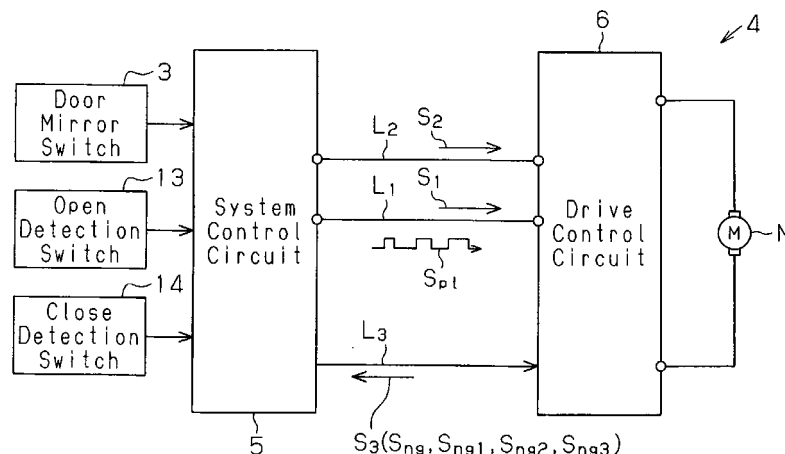 6
4
3
Door
Mirror
Switch
13
Open
Detection
Switch
14
Close
Detection
Switch
System
Control
Circuit
5
L2
S2
L1
S1
Spt
L3
S3(Sng,Sng1,Sng2,Sng3)
Drive
Control
Circuit
M